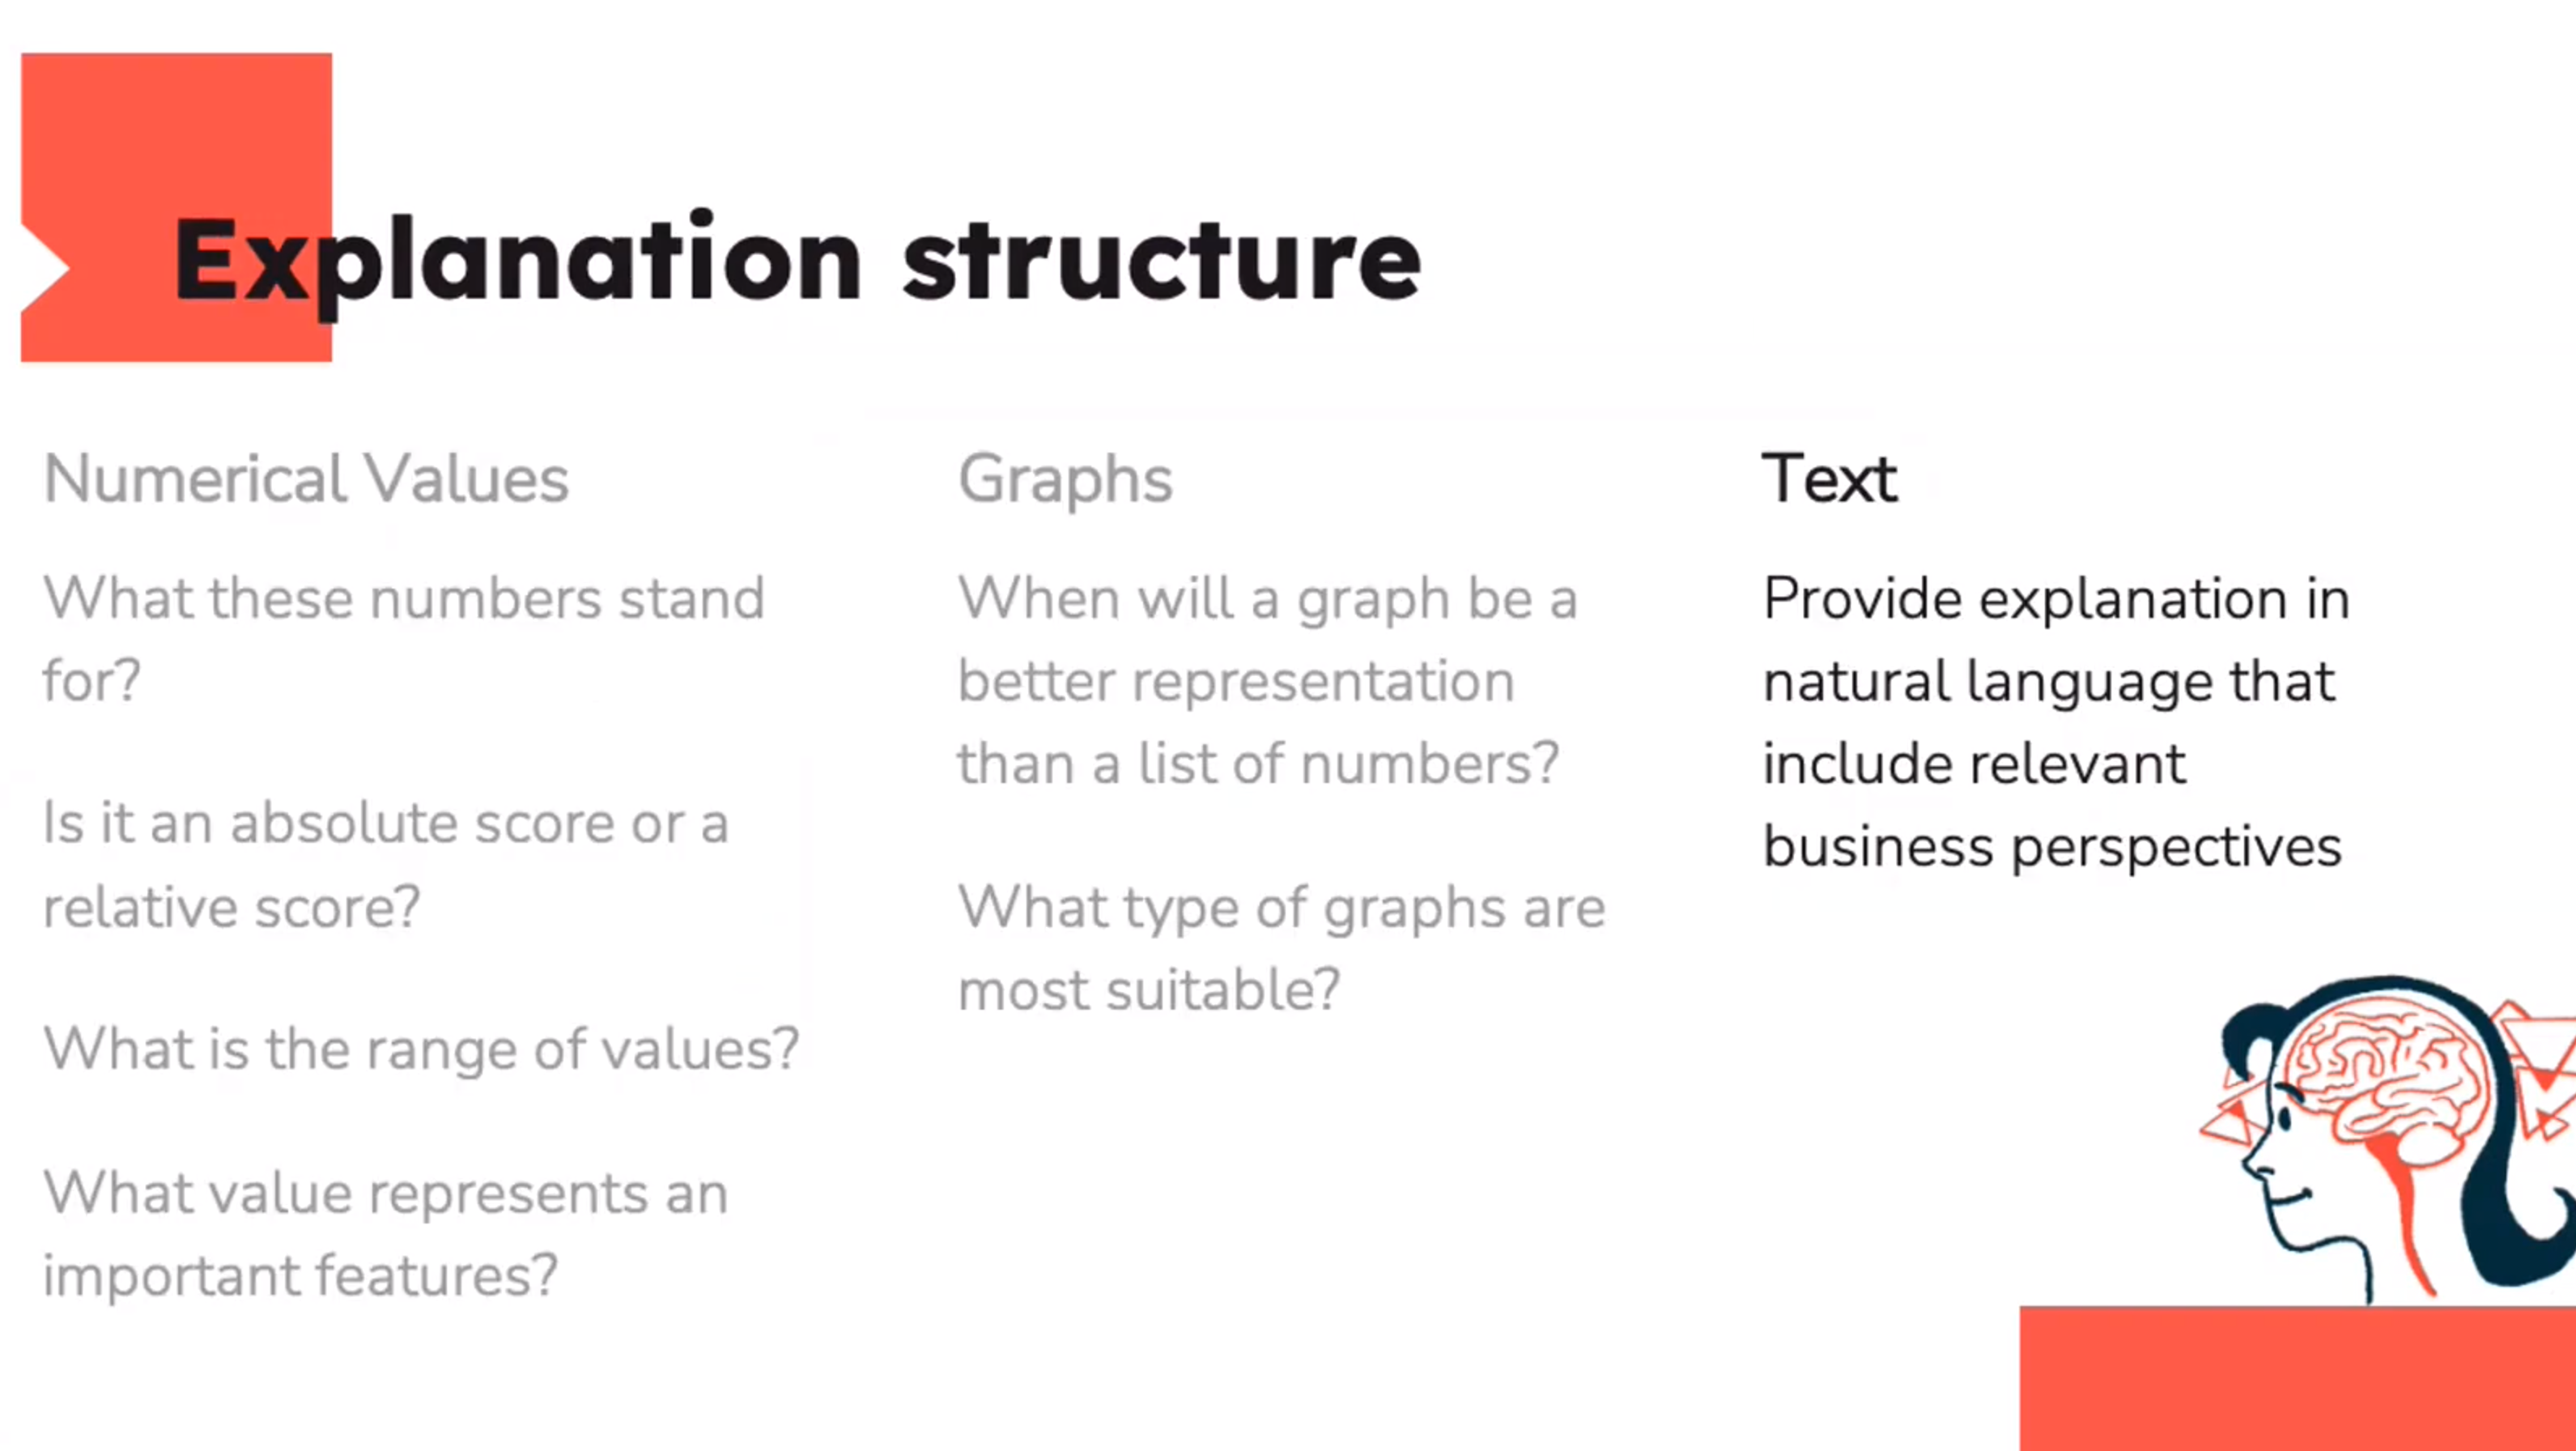 Explanation structure
Numerical Values
What these numbers stand
for?
Is it an absolute score or a
relative score?
What is the range of values?
What value represents an
important features?
Graphs
When will a graph be a
better representation
than a list of numbers?
What type of graphs are
most suitable?
Text
Provide explanation in
natural language that
include relevant
business perspectives